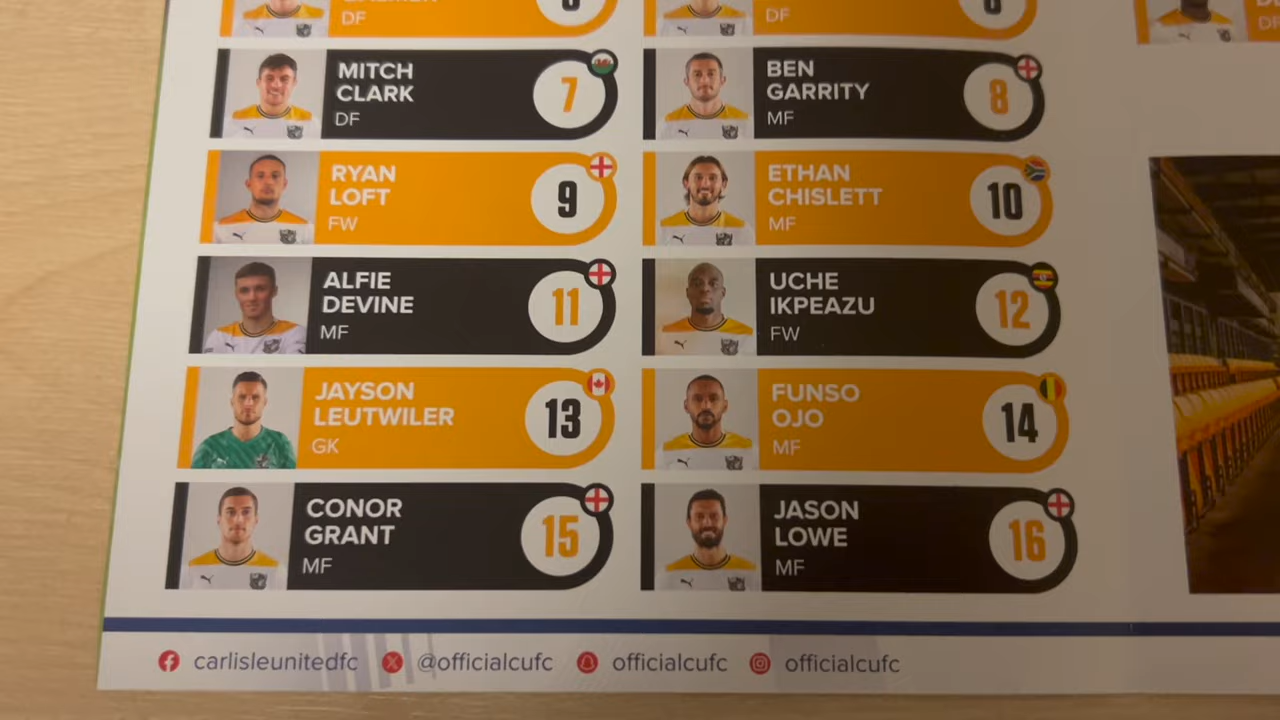 DF
6
DF
MITCH
CLARK
DF
7
BEN
GARRITY
MF
8
RYAN
LOFT
FW
9
ETHAN
CHISLETT
MF
10
ALFIE
DEVINE
MF
11
UCHE
IKPEAZU
FW
12
JAYSON
LEUTWILER
GK
13
FUNSO
OJO
MF
14
CONOR
GRANT
MF
15
JASON
LOWE
MF
16
carlisleunitedfc @officialcufc officialcufc officialcufc